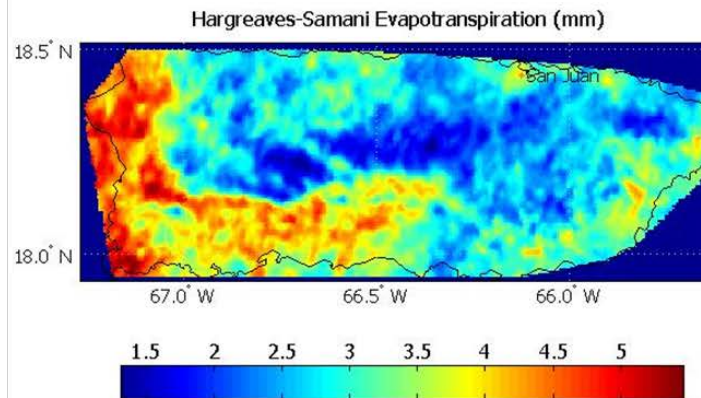 Hargreaves-Samani Evapotranspiration (mm)
18.5° N
San Juan
18.0° N
67.0° W 66.5° W 66.0° W
1.5 2 2.5 3 3.5 4 4.5 5